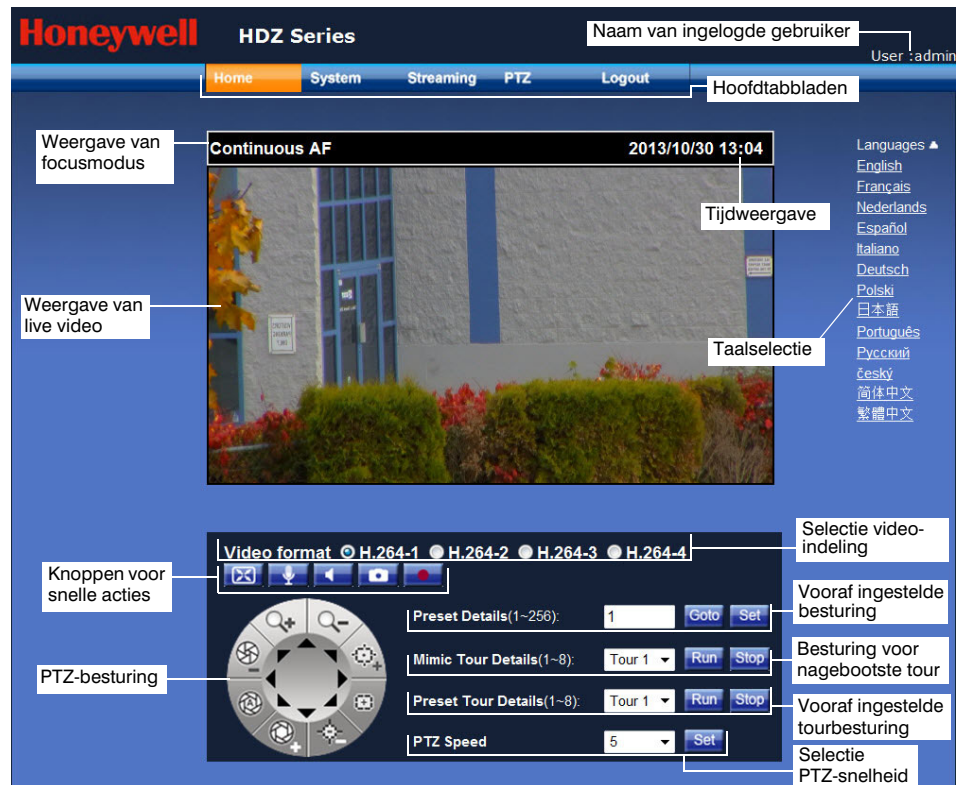 Honeywell HDZ Series
Naam van ingelogde gebruiker
User :admin
Home System Streaming PTZ Logout
Hoofdtabbladen
Weergave van
focusmodus
Continuous AF 2013/10/30 13:04
Tijdweergave
Weergave van
live video
Languages
English
Français
Nederlands
Español
Italiano
Deutsch
Polski
日本語
Português
Русский
český
简体中文
繁體中文
Taalselectie
Selectie video-
indeling
Video format H.264-1 H.264-2 H.264-3 H.264-4
Knoppen voor
snelle acties
Preset Details(1~256): 1 Goto Set
Vooraf ingestelde
besturing
Mimic Tour Details(1~8): Tour 1 Run Stop
Besturing voor
nagebootste tour
PTZ-besturing
Preset Tour Details(1~8): Tour 1 Run Stop
Vooraf ingestelde
tourbesturing
PTZ Speed 5 Set
Selectie
PTZ-snelheid